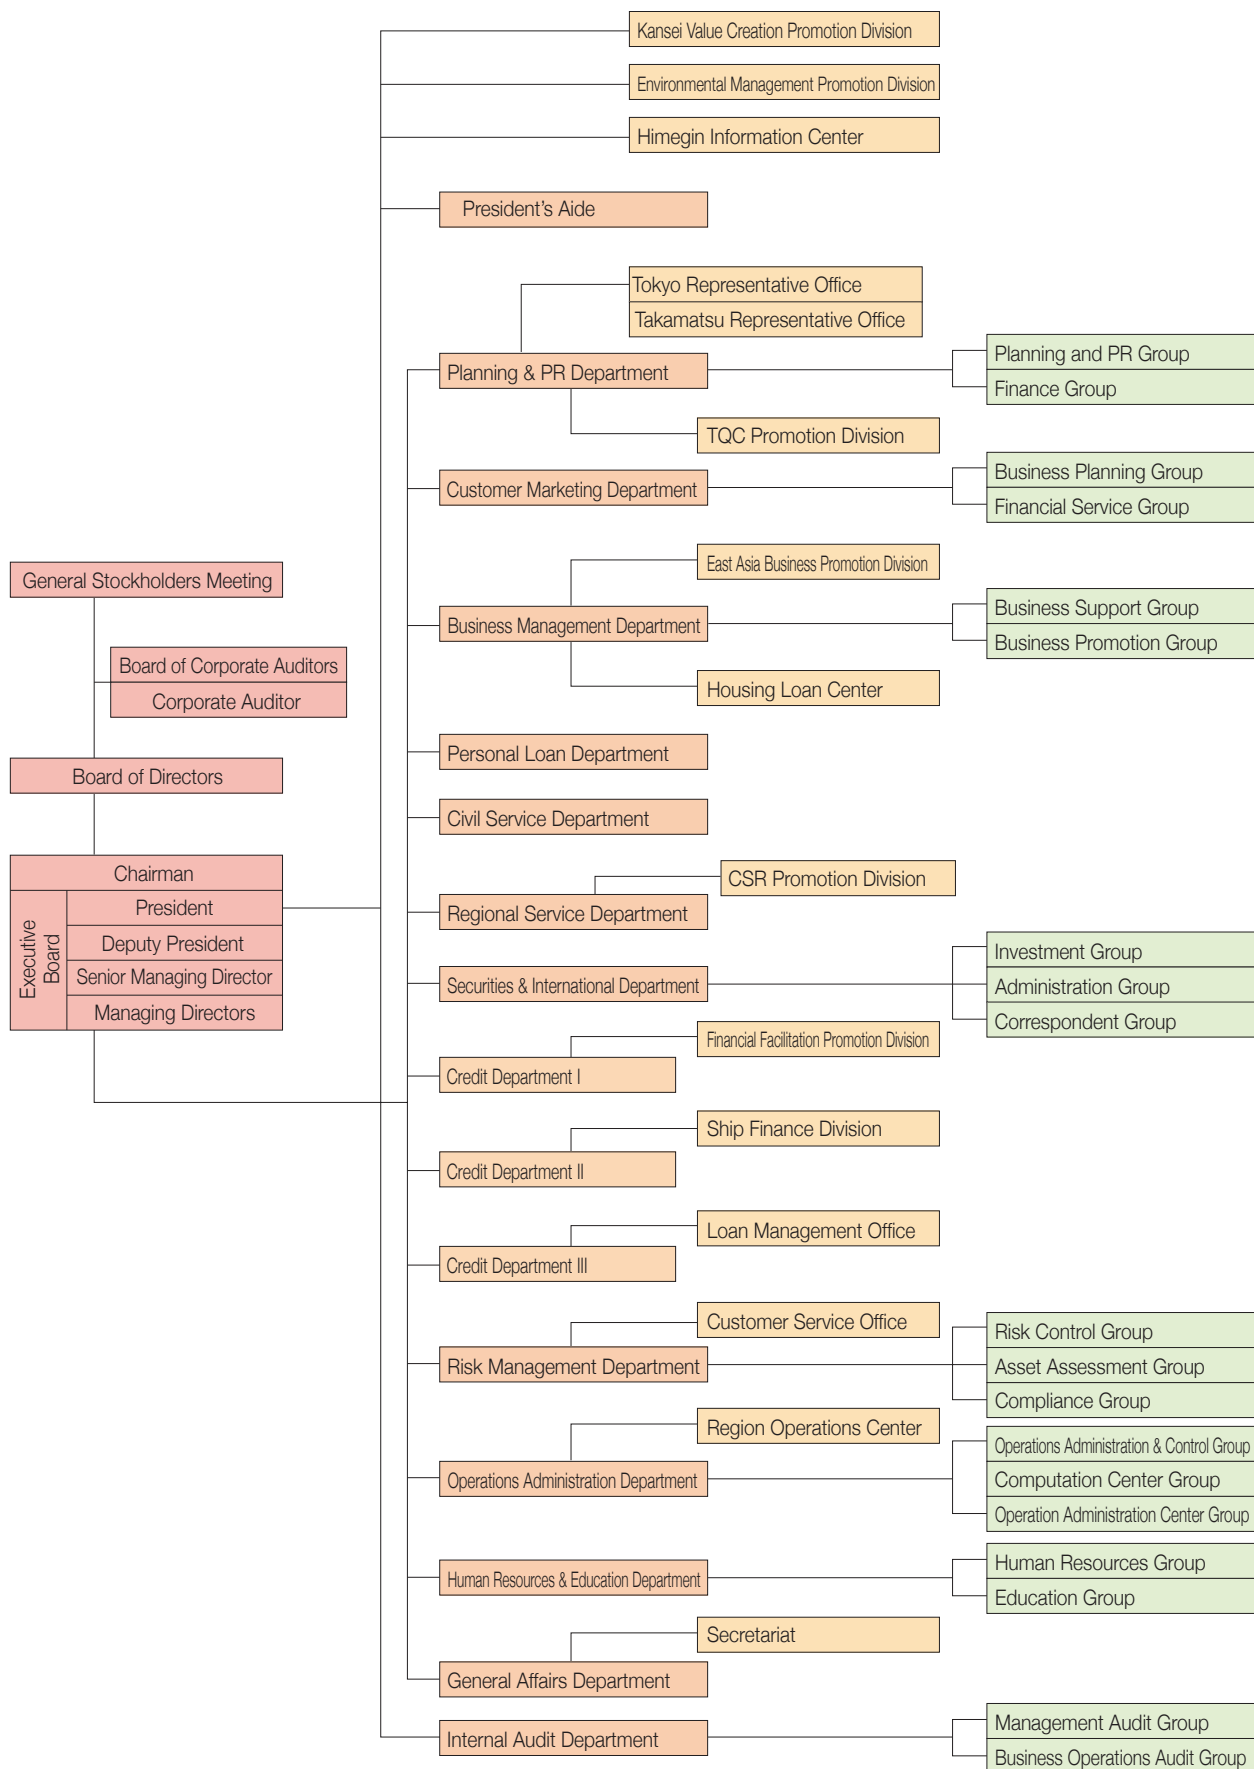 Kansei Value Creation Promotion Division
Environmental Management Promotion Division
Himegin Information Center
President's Aide
Tokyo Representative Office
Takamatsu Representative Office
Planning & PR Department
Planning and PR Group
Finance Group
TQC Promotion Division
Customer Marketing Department
Business Planning Group
Financial Service Group
General Stockholders Meeting
Board of Corporate Auditors
Corporate Auditor
Board of Directors
Chairman
Executive
Board
President
Deputy President
Senior Managing Director
Managing Directors
East Asia Business Promotion Division
Business Management Department
Business Support Group
Business Promotion Group
Housing Loan Center
Personal Loan Department
Civil Service Department
CSR Promotion Division
Regional Service Department
Securities & International Department
Investment Group
Administration Group
Correspondent Group
Financial Facilitation Promotion Division
Credit Department I
Ship Finance Division
Credit Department II
Loan Management Office
Credit Department III
Customer Service Office
Risk Management Department
Risk Control Group
Asset Assessment Group
Compliance Group
Region Operations Center
Operations Administration Department
Operations Administration & Control Group
Computation Center Group
Operation Administration Center Group
Human Resources & Education Department
Human Resources Group
Education Group
Secretariat
General Affairs Department
Internal Audit Department
Management Audit Group
Business Operations Audit Group